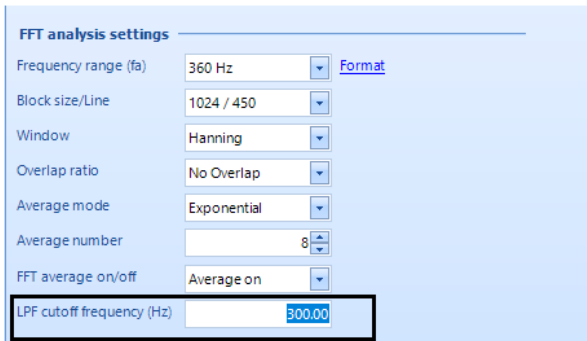 FFT analysis settings
Frequency range (fa) 360 Hz Format
Block size/Line 1024 / 450
Window Hanning
Overlap ratio No Overlap
Average mode Exponential
Average number 8
FFT average on/off Average on
LPF cutoff frequency (Hz) 300.00